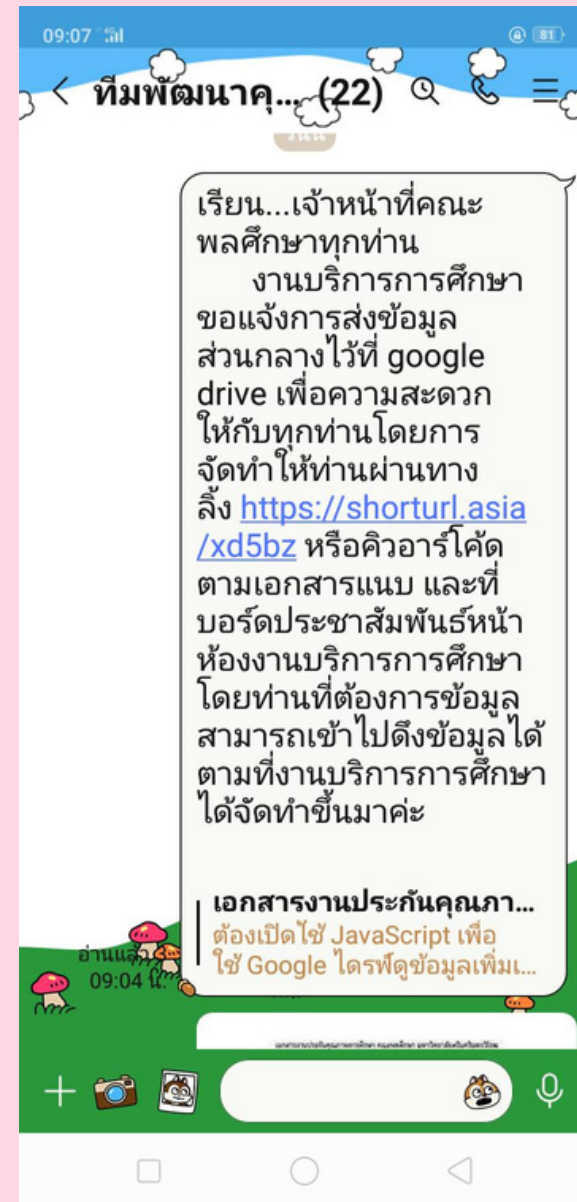 09:07 4G
81
ทีมพัฒนาคุ... (22)
วันนี้
เรียน...เจ้าหน้าที่คณะ
พลศึกษาทุกท่าน
งานบริการการศึกษา
ขอแจ้งการส่งข้อมูล
ส่วนกลางไว้ที่ google
drive เพื่อความสะดวก
ให้กับทุกท่านโดยการ
จัดทำให้ท่านผ่านทาง
ลิ้ง https://shorturl.asia
/xd5bz หรือคิวอาร์โค้ด
ตามเอกสารแนบ และที่
บอร์ดประชาสัมพันธ์หน้า
ห้องงานบริการการศึกษา
โดยท่านที่ต้องการข้อมูล
สามารถเข้าไปดึงข้อมูลได้
ตามที่งานบริการการศึกษา
ได้จัดทำขึ้นมาค่ะ
เอกสารงานประกันคุณภา...
ต้องเปิดใช้ JavaScript เพื่อ
ใช้ Google ไดรฟ์ดูข้อมูลเพิ่มเ...
อ่านแล้ว
09:04 น.